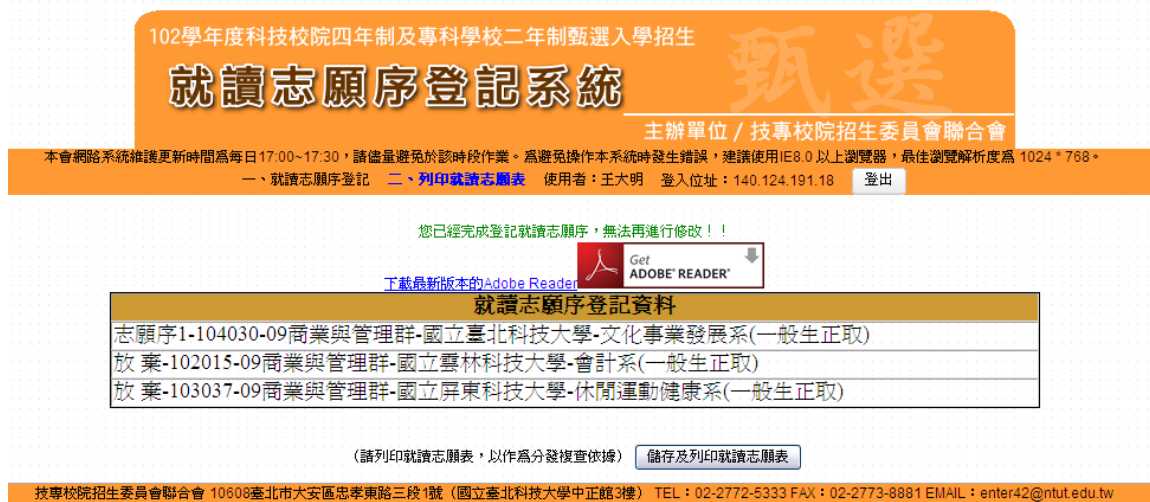 102學年度科技校院四年制及專科學校二年制甄選入學招生
甄選
就讀志願序登記系統
主辦單位 / 技專校院招生委員會聯合會
本會網路系統維護更新時間為每日17:00~17:30，請儘量避免於該時段作業。為避免操作本系統時發生錯誤，建議使用IE8.0 以上瀏覽器，最佳瀏覽解析度為 1024 * 768。
一、就讀志願序登記 二、列印就讀志願表 使用者：王大明 登入位址：140.124.191.18 登出
您已經完成登記就讀志願序，無法再進行修改！！
下載最新版本的Adobe Reader Get ADOBE® READER®
就讀志願序登記資料
志願序1-104030-09商業與管理群-國立臺北科技大學-文化事業發展系(一般生正取)
放 棄-102015-09商業與管理群-國立雲林科技大學-會計系(一般生正取)
放 棄-103037-09商業與管理群-國立屏東科技大學-休閒運動健康系(一般生正取)
（請列印就讀志願表，以作為分發複查依據） 儲存及列印就讀志願表
技專校院招生委員會聯合會 10608臺北市大安區忠孝東路三段1號（國立臺北科技大學中正館3樓） TEL：02-2772-5333 FAX：02-2773-8881 EMAIL：enter42@ntut.edu.tw